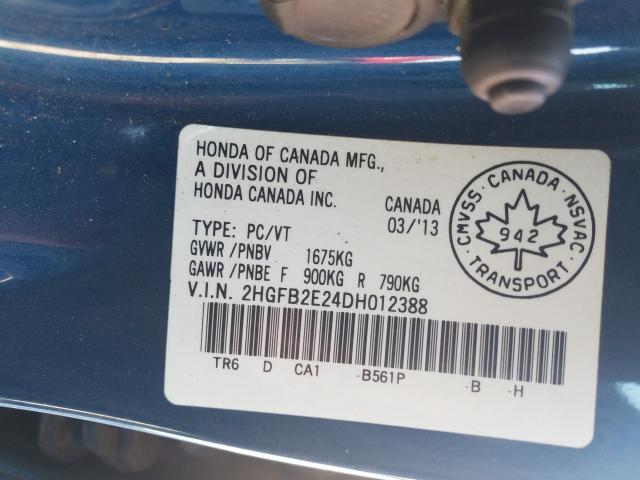 HONDA OF CANADA MFG.,
A DIVISION OF
HONDA CANADA INC.
CANADA
03/'13
TYPE: PC/VT
GVWR/PNBV 1675KG
GAWR/PNBE F 900KG R 790KG
V.I.N. 2HGFB2E24DH012388
TR6 D CA1 -B561P -B -H
CMVSS · CANADA · NSVAC
942
TRANSPORT